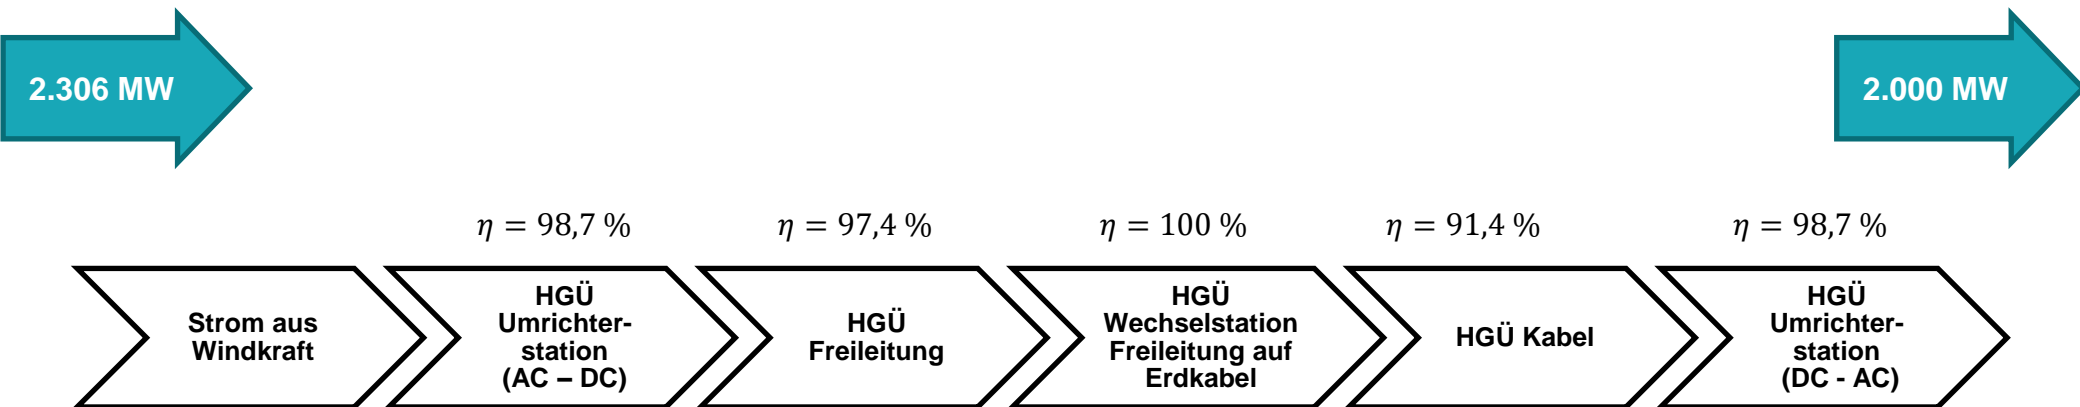 2.306 MW
2.000 MW
η = 98,7 %
η = 97,4 %
η = 100 %
η = 91,4 %
η = 98,7 %
Strom aus
Windkraft
HGÜ
Umrichter-
station
(AC – DC)
HGÜ
Freileitung
HGÜ
Wechselstation
Freileitung auf
Erdkabel
HGÜ Kabel
HGÜ
Umrichter-
station
(DC - AC)